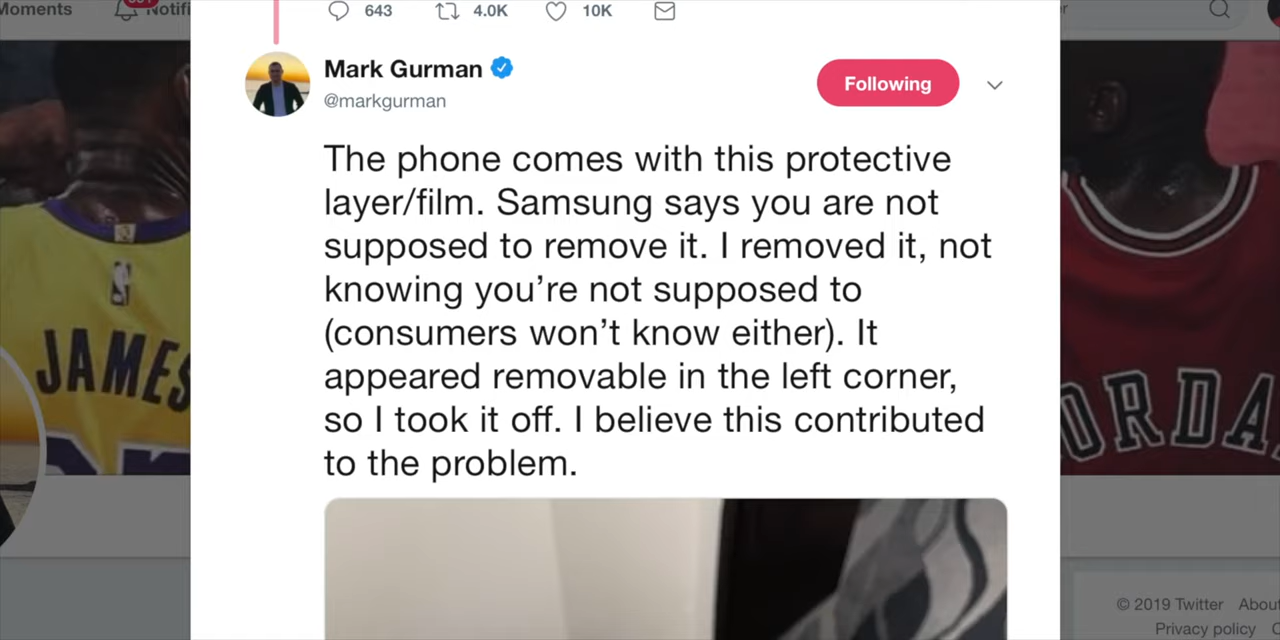 Moments
Notifi
643 4.0K 10K
Mark Gurman
@markgurman
Following
The phone comes with this protective
layer/film. Samsung says you are not
supposed to remove it. I removed it, not
knowing you’re not supposed to
(consumers won’t know either). It
appeared removable in the left corner,
so I took it off. I believe this contributed
to the problem.
JAMES
ORDA
© 2019 Twitter About
Privacy policy